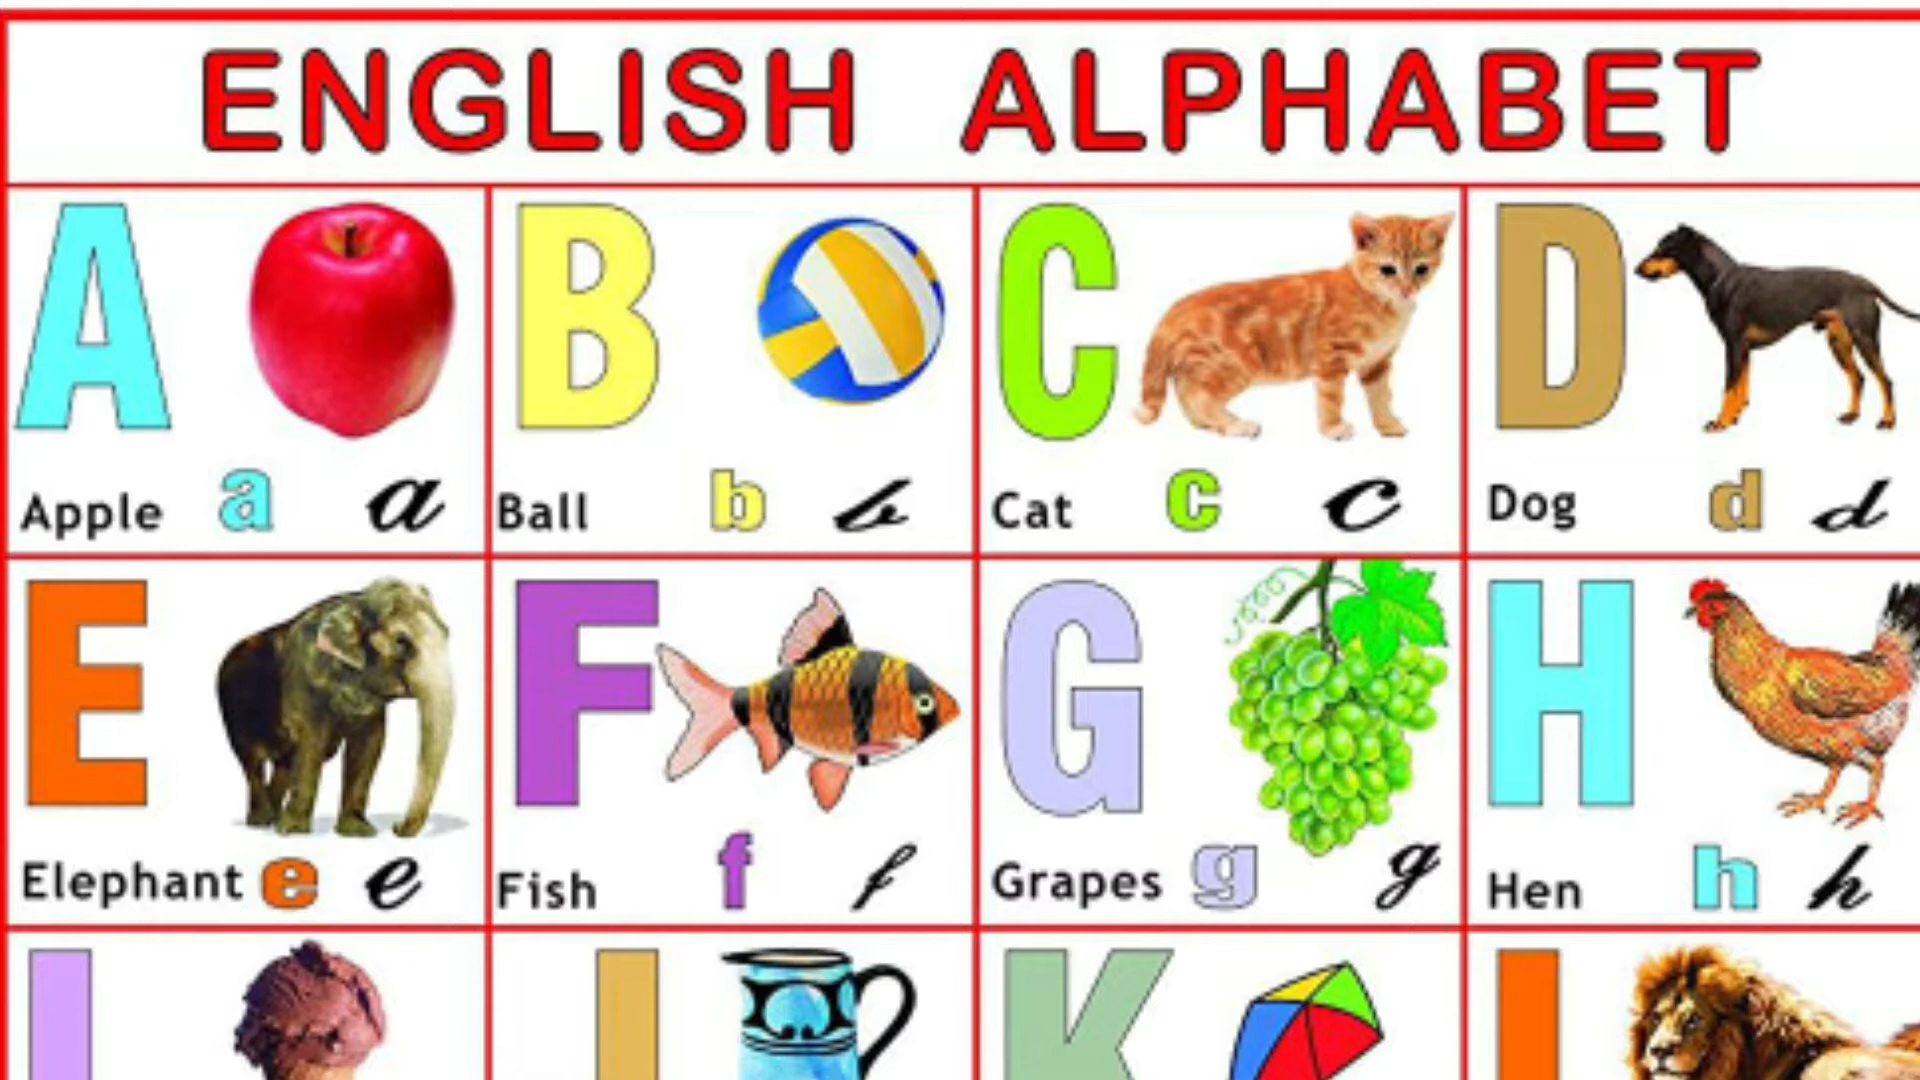 ENGLISH ALPHABET
A B C D
Apple a a Ball b b Cat c c Dog d d
E F G H
Elephant e e Fish f f Grapes g g Hen h h
I J K L